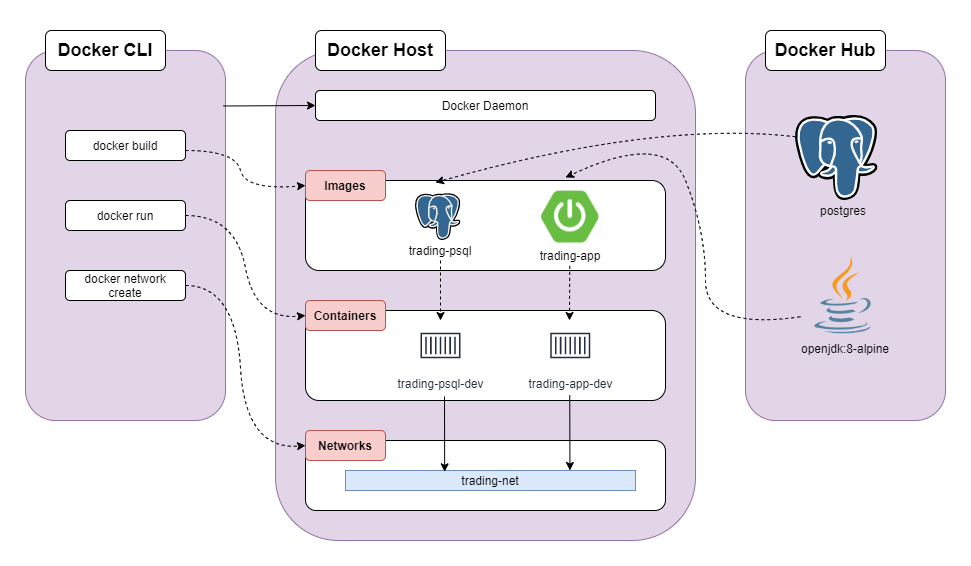 Docker CLI
Docker Host
Docker Hub
Docker Daemon
docker build
docker run
docker network
create
Images
trading-psql
trading-app
Containers
trading-psql-dev
trading-app-dev
Networks
trading-net
postgres
openjdk:8-alpine